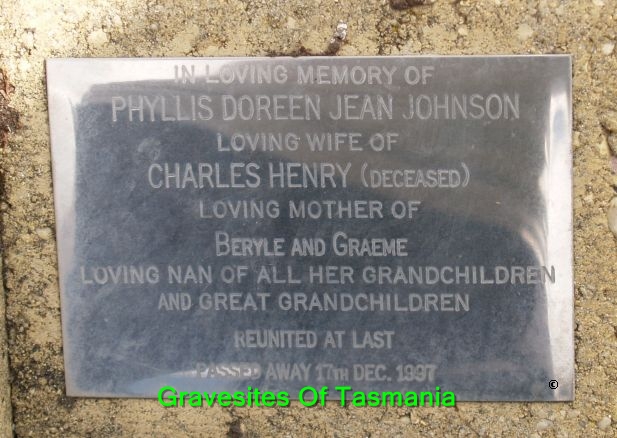 IN LOVING MEMORY OF
PHYLLIS DOREEN JEAN JOHNSON
LOVING WIFE OF
CHARLES HENRY (DECEASED)
LOVING MOTHER OF
BERYLE AND GRAEME
LOVING NAN OF ALL HER GRANDCHILDREN
AND GREAT GRANDCHILDREN
REUNITED AT LAST
PASSED AWAY 17TH DEC. 1997
©
Gravesites Of Tasmania